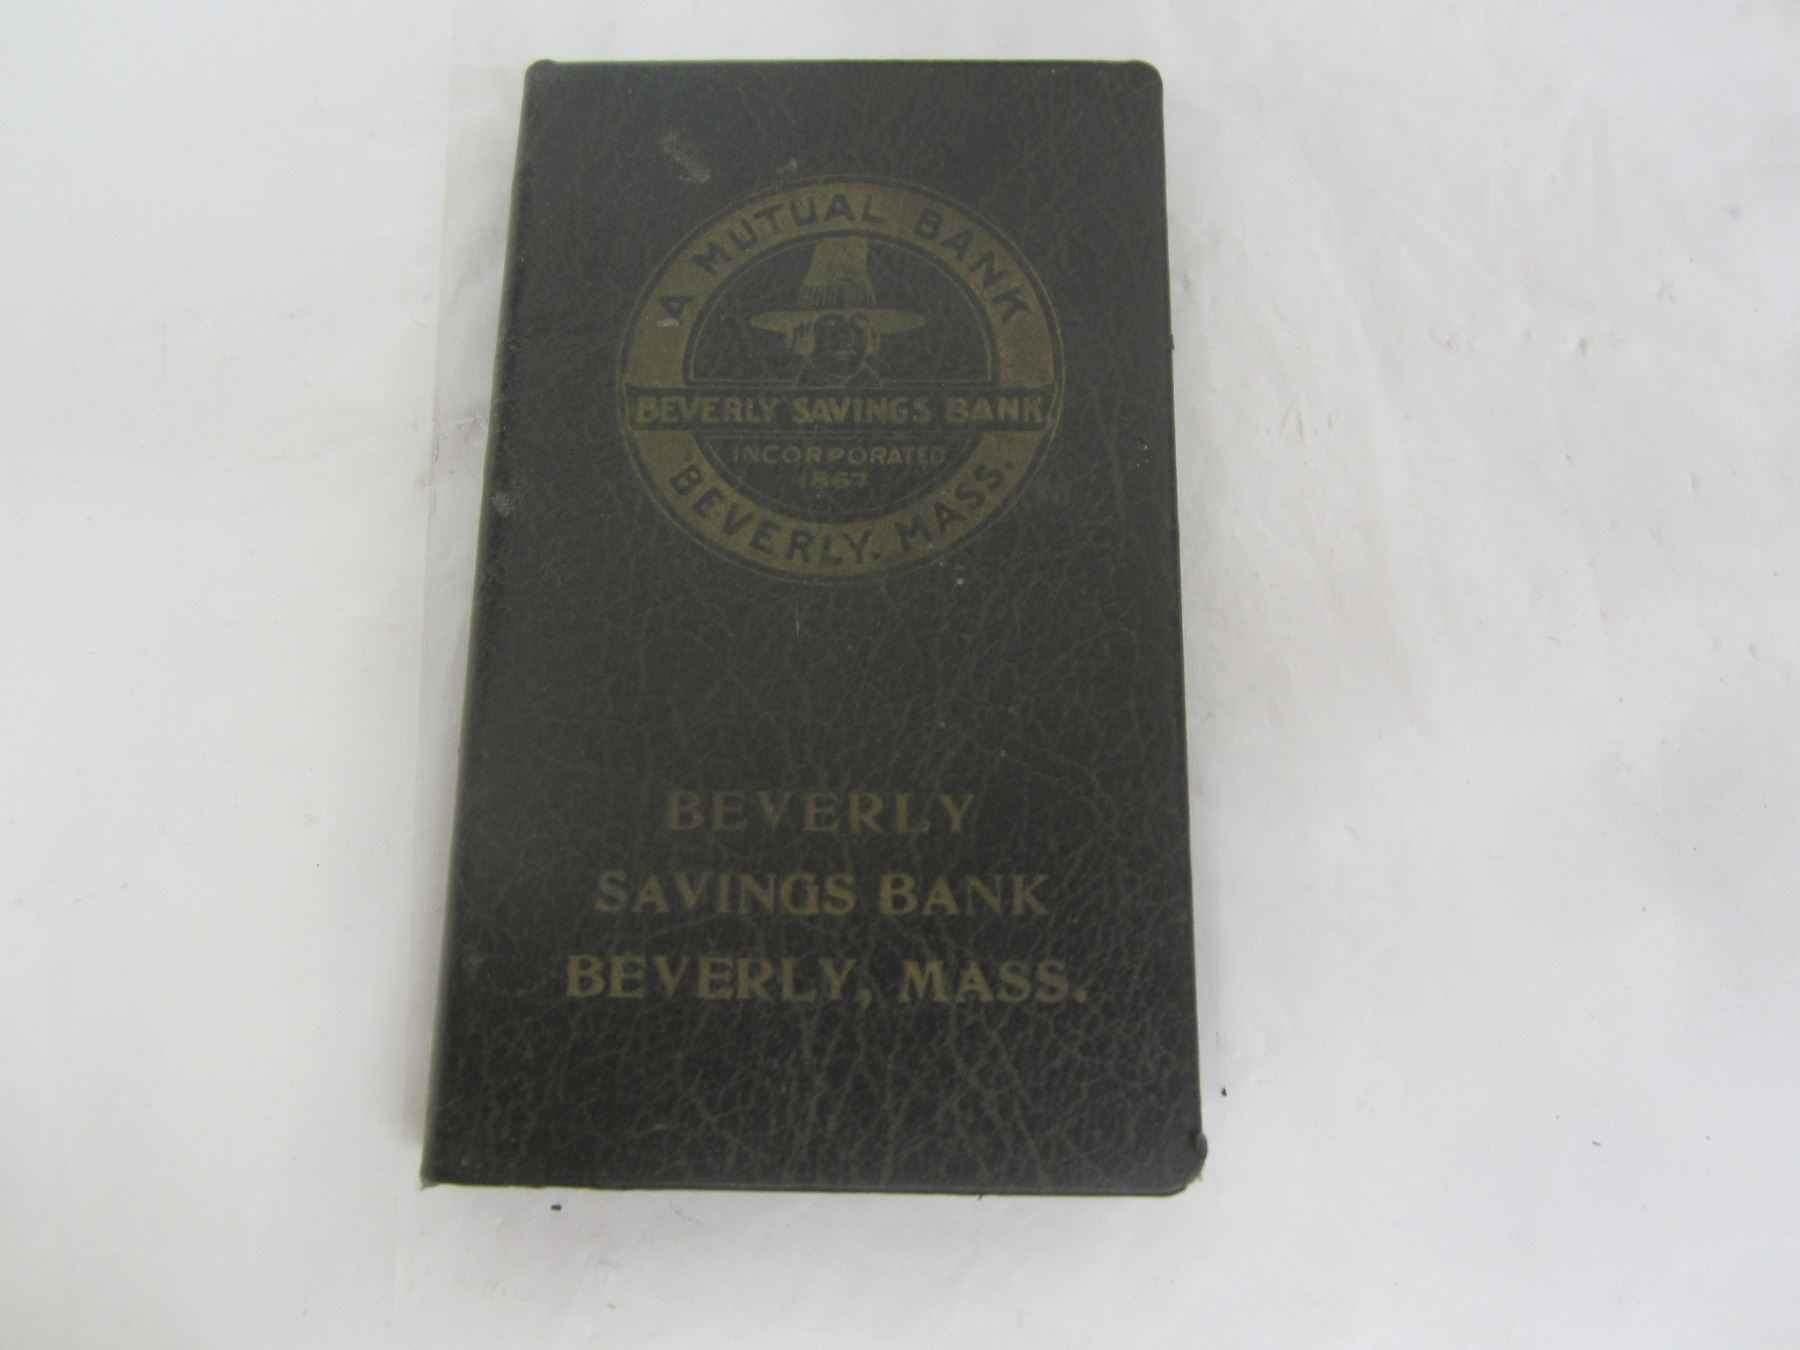 A MUTUAL BANK
BEVERLY SAVINGS BANK
INCORPORATED
1867
BEVERLY, MASS.
BEVERLY
SAVINGS BANK
BEVERLY, MASS.